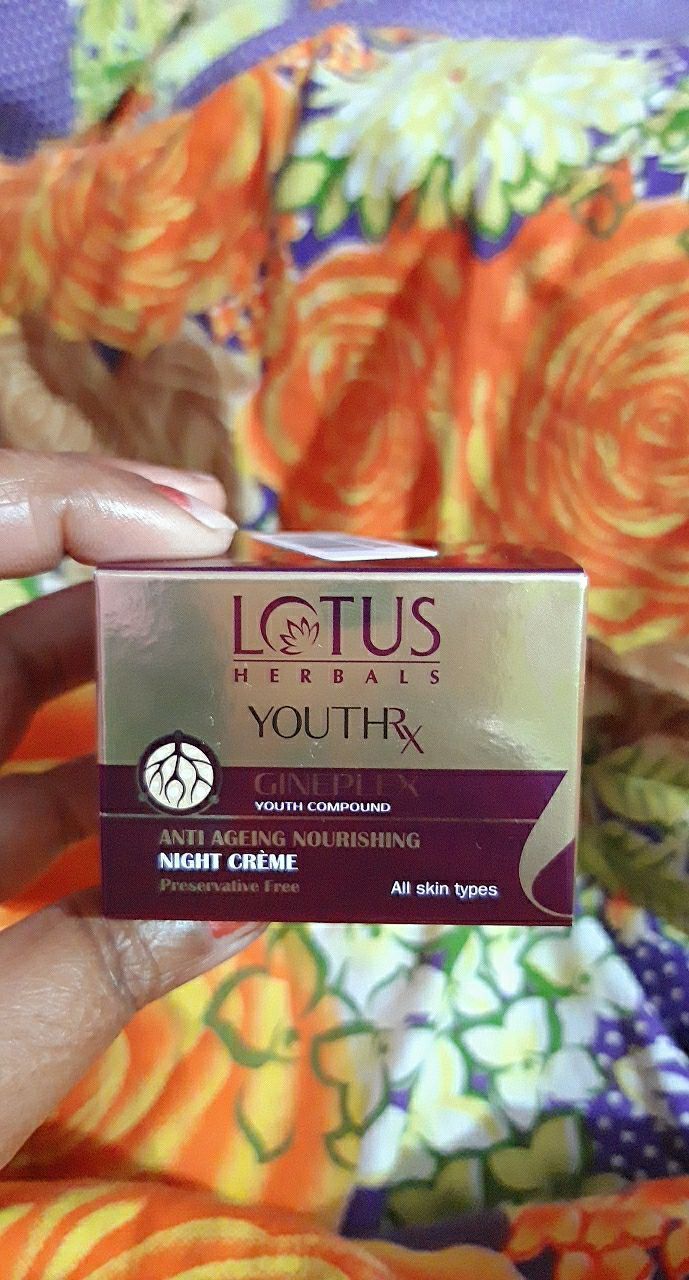 LOTUS
HERBALS
YOUTHRx
GINEPLEX
YOUTH COMPOUND
ANTI AGEING NOURISHING
NIGHT CRÈME
Preservative Free
All skin types